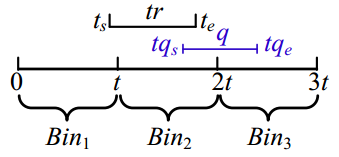 t_s tr t_e
tq_s q tq_e
0 t 2t 3t
Bin_1 Bin_2 Bin_3